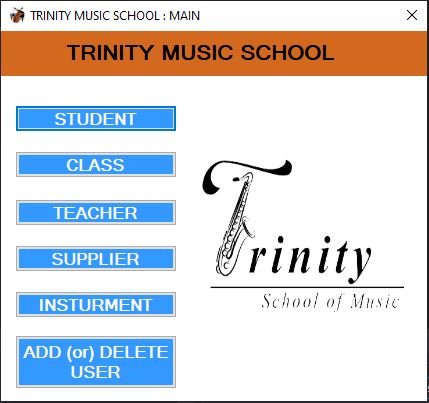 TRINITY MUSIC SCHOOL : MAIN
TRINITY MUSIC SCHOOL
STUDENT
CLASS
TEACHER
SUPPLIER
INSTURMENT
ADD (or) DELETE
USER
Trinity
School of Music